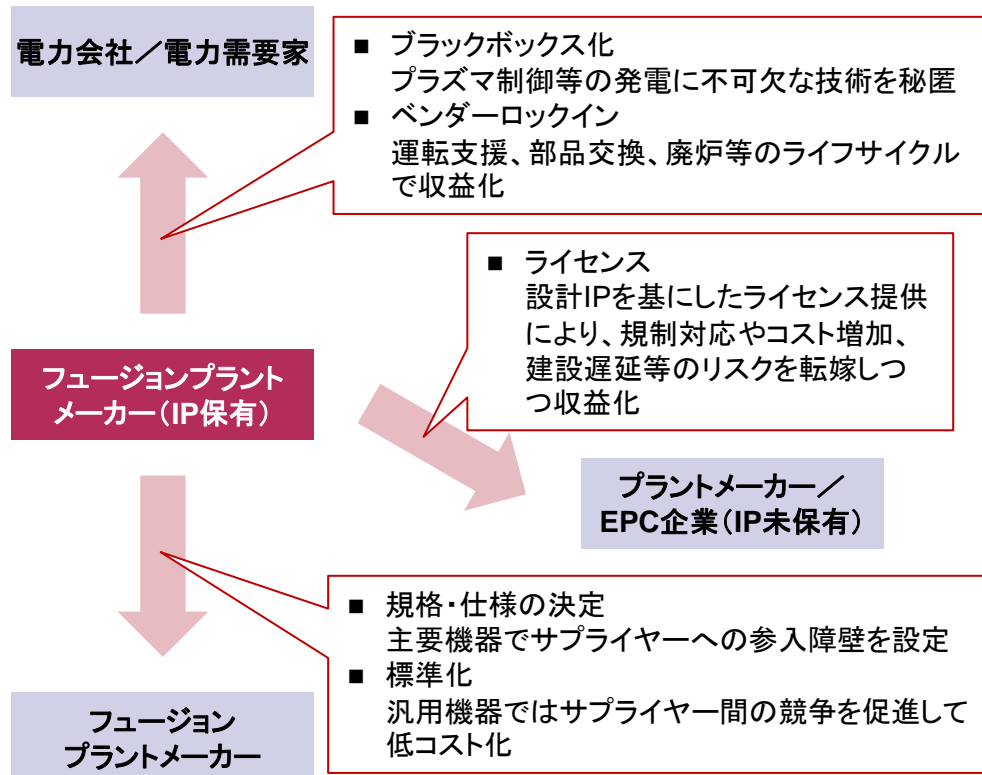 電力会社／電力需要家
■ ブラックボックス化
プラズマ制御等の発電に不可欠な技術を秘匿
■ ベンダーロックイン
運転支援、部品交換、廃炉等のライフサイクル
で収益化
■ ライセンス
設計IPを基にしたライセンス提供
により、規制対応やコスト増加、
建設遅延等のリスクを転嫁しつ
つ収益化
フュージョンプラント
メーカー（IP保有）
プラントメーカー／
EPC企業（IP未保有）
■ 規格・仕様の決定
主要機器でサプライヤーへの参入障壁を設定
■ 標準化
汎用機器ではサプライヤー間の競争を促進して
低コスト化
フュージョン
プラントメーカー